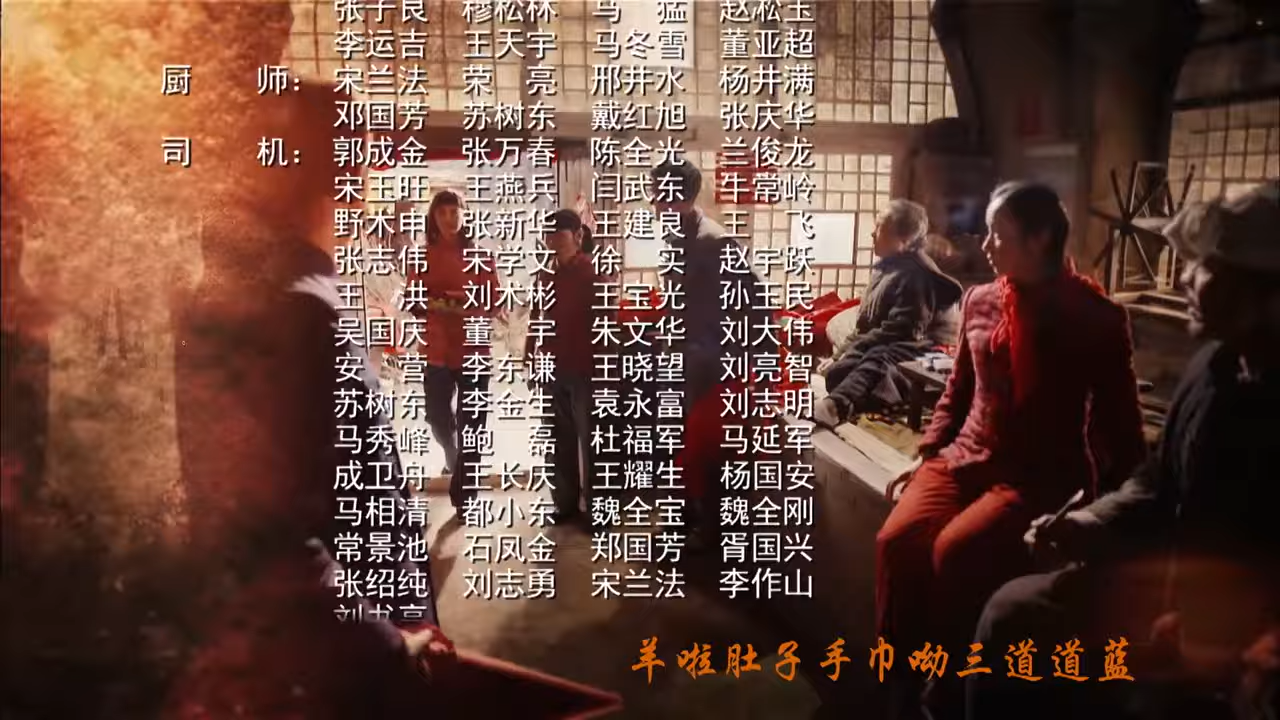 张子良 穆松林 马 猛 赵松玉
李运吉 王天宇 马冬雪 董亚超
厨 师： 宋兰法 荣 亮 邢井水 杨井满
邓国芳 苏树东 戴红旭 张庆华
司 机： 郭成金 张万春 陈全光 兰俊龙
宋玉旺 王燕兵 闫武东 牛常岭
野木申 张新华 王建良 王 飞
张志伟 宋学文 徐 实 赵宇跃
王 洪 刘术彬 王宝光 孙玉民
吴国庆 董 宇 朱文华 刘大伟
安 营 李东谦 王晓望 刘亮智
苏树东 李金生 袁永富 刘志明
马秀峰 鲍 磊 杜福军 马延军
成卫舟 王长庆 王耀生 杨国安
马相清 都小东 魏全宝 魏全刚
常景池 石凤金 郑国芳 胥国兴
张绍纯 刘志勇 宋兰法 李作山
羊啦肚子手巾呦三道道蓝